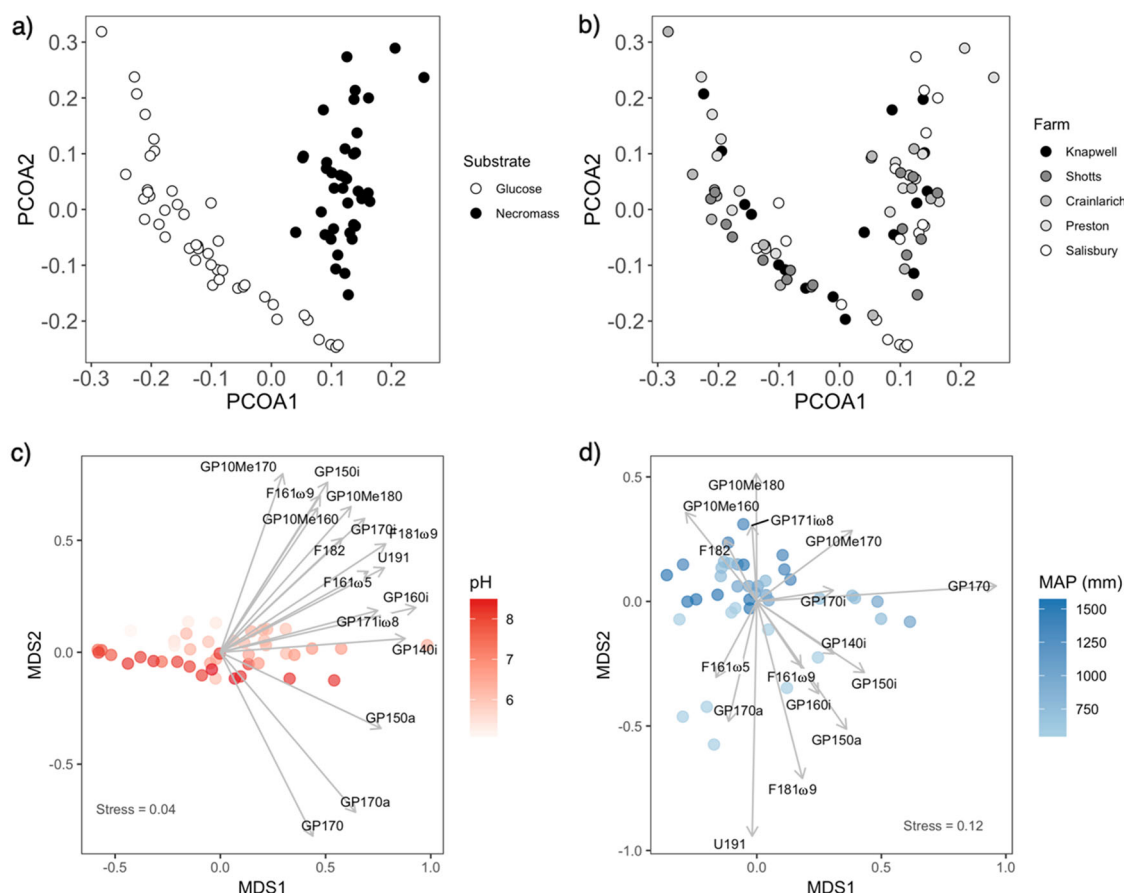 a)
0.3
0.2
0.1
0.0
-0.1
-0.2
PCOA2
-0.3 -0.2 -0.1 0.0 0.1 0.2
PCOA1
Substrate
Glucose
Necromass
b)
0.3
0.2
0.1
0.0
-0.1
-0.2
-0.3 -0.2 -0.1 0.0 0.1 0.2
PCOA1
Farm
Knapwell
Shotts
Crainlarich
Preston
Salisbury
c)
GP10Me170
GP150i
F161ω9
GP10Me180
GP10Me160
GP170i
F181ω9
F182
U191
F161ω5
GP160i
GP171iω8
GP140i
GP150a
GP170a
GP170
0.5
0.0
-0.5
MDS2
Stress = 0.04
-0.5 0.0 0.5 1.0
MDS1
pH
8
7
6
d)
GP10Me180
GP10Me160
GP171iω8
GP10Me170
F182
GP170
GP170i
GP140i
F161ω5
F161ω9
GP150i
GP160i
GP170a
GP150a
F181ω9
U191
0.5
0.0
-0.5
-1.0
MDS2
Stress = 0.12
0.0 0.5 1.0
MDS1
MAP (mm)
1500
1250
1000
750